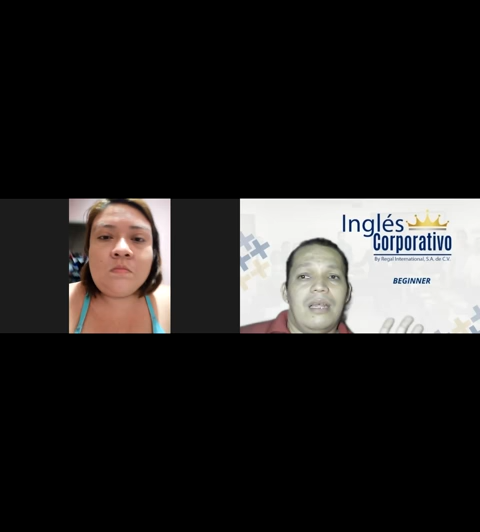 Inglés
Corporativo
By Regal International, S.A. de C.V.
BEGINNER